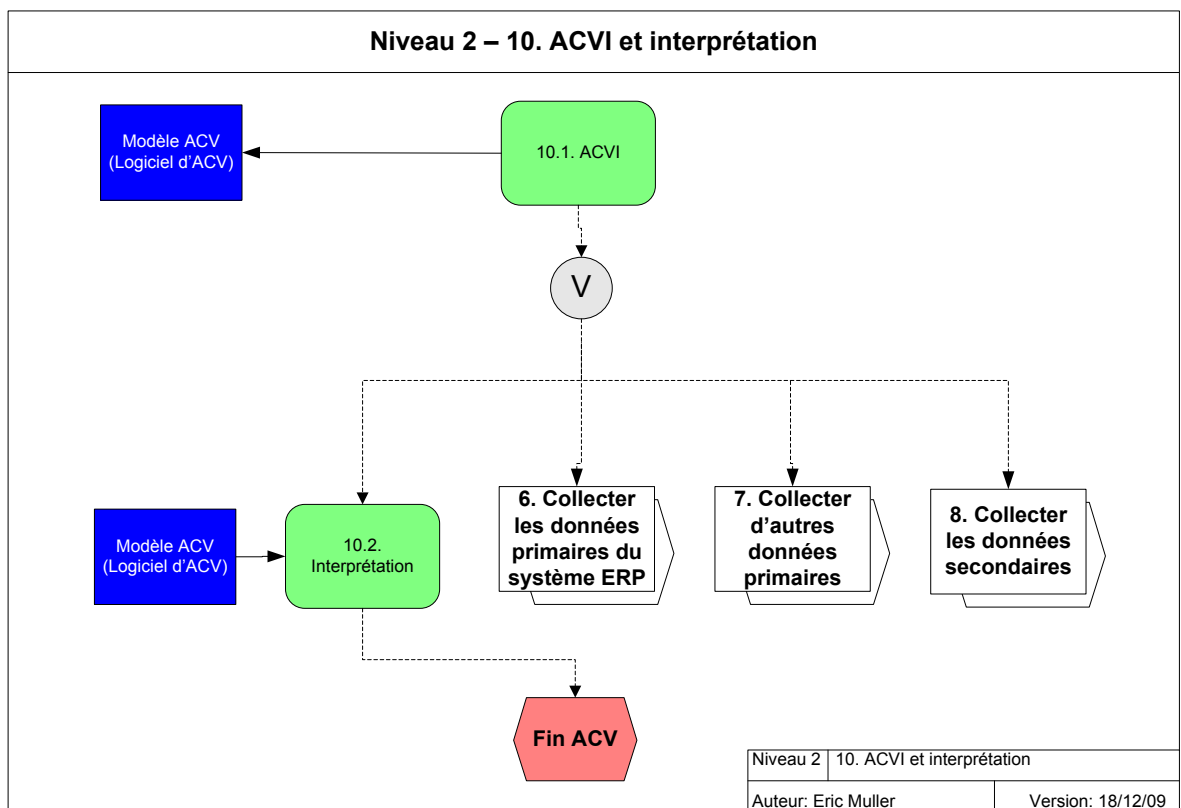 Niveau 2 – 10. ACVI et interprétation
Modèle ACV
(Logiciel d'ACV)
10.1. ACVI
V
Modèle ACV
(Logiciel d'ACV)
10.2.
Interprétation
6. Collecter
les données
primaires du
système ERP
7. Collecter
d'autres
données
primaires
8. Collecter
les données
secondaires
Fin ACV
Niveau 2 10. ACVI et interprétation
Auteur: Eric Muller Version: 18/12/09